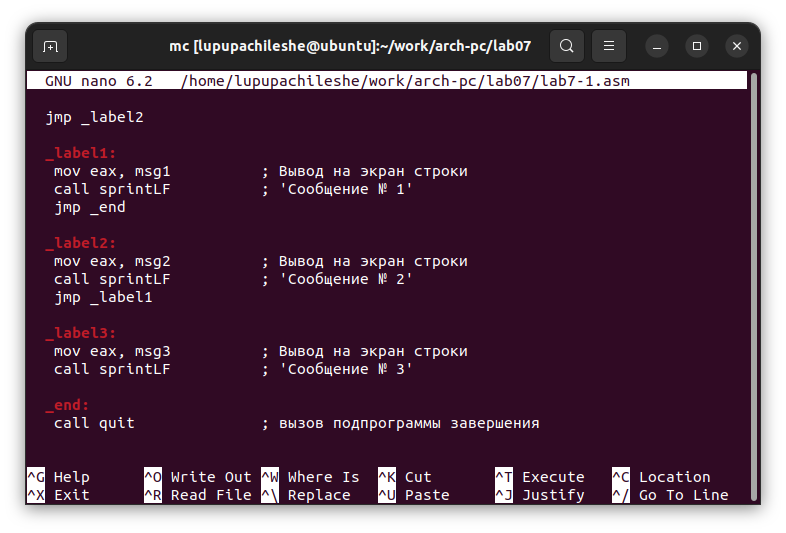 mc [lupupachileshe@ubuntu]:~/work/arch-pc/lab07
GNU nano 6.2 /home/lupupachileshe/work/arch-pc/lab07/lab7-1.asm
jmp _label2
_label1:
mov eax, msg1 ; Вывод на экран строки
call sprintLF ; 'Сообщение № 1'
jmp _end
_label2:
mov eax, msg2 ; Вывод на экран строки
call sprintLF ; 'Сообщение № 2'
jmp _label1
_label3:
mov eax, msg3 ; Вывод на экран строки
call sprintLF ; 'Сообщение № 3'
_end:
call quit ; вызов подпрограммы завершения
^G Help ^O Write Out ^W Where Is ^K Cut ^T Execute ^C Location
^X Exit ^R Read File ^\ Replace ^U Paste ^J Justify ^/ Go To Line